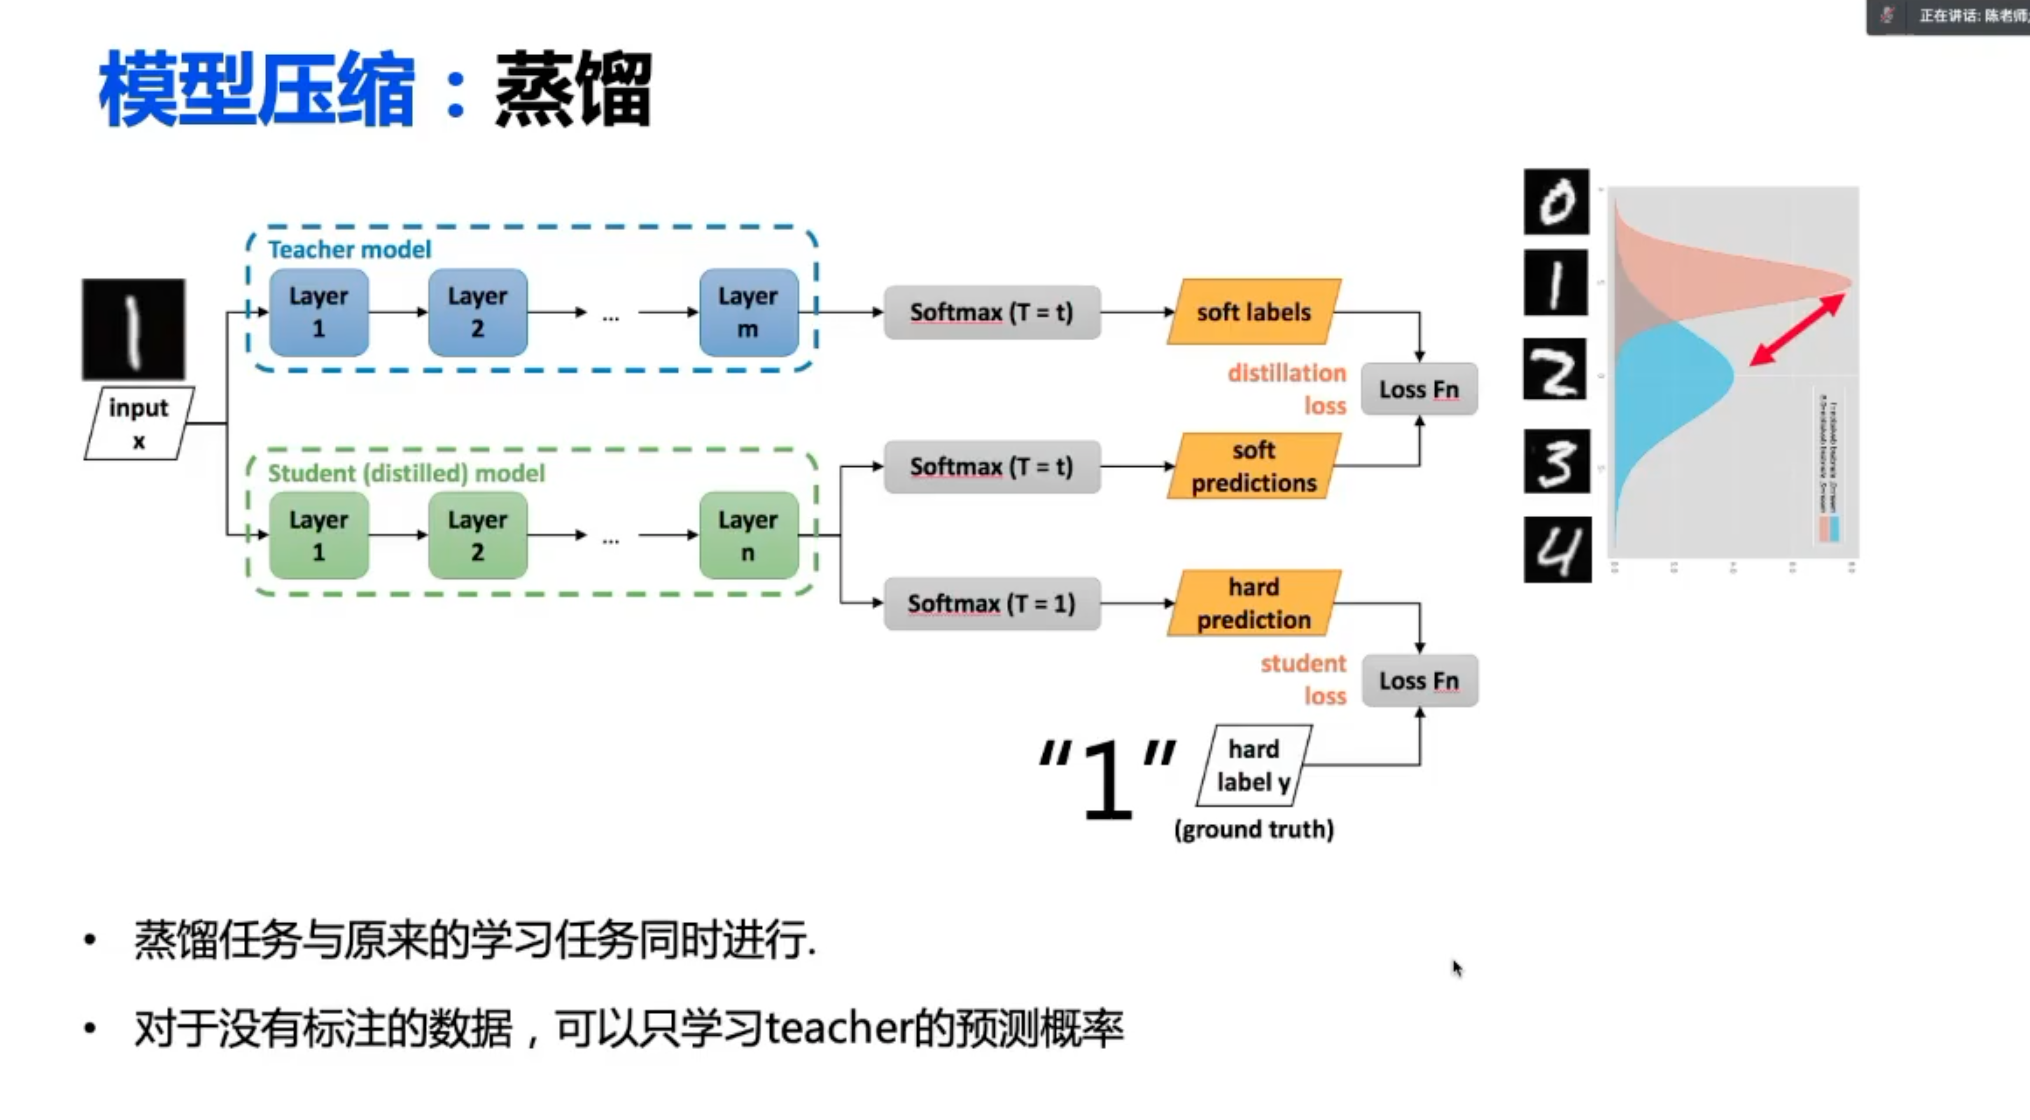 正在讲话: 陈老师
模型压缩：蒸馏
Teacher model
Layer
1
Layer
2
...
Layer
m
Softmax (T = t)
soft labels
distillation
loss
Loss Fn
input
x
Student (distilled) model
Layer
1
Layer
2
...
Layer
n
Softmax (T = t)
soft
predictions
Softmax (T = 1)
hard
prediction
student
loss
Loss Fn
“1”
hard
label y
(ground truth)
1
0
1
2
3
4
• 蒸馏任务与原来的学习任务同时进行.
• 对于没有标注的数据，可以只学习teacher的预测概率